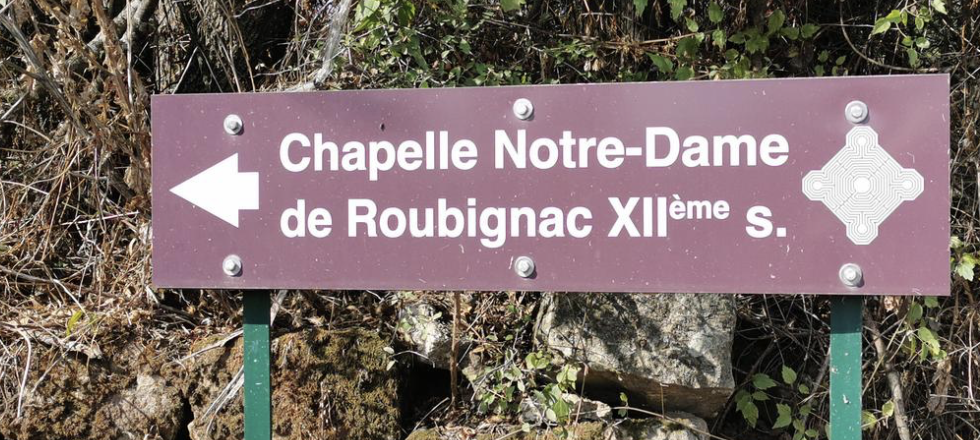 Chapelle Notre-Dame
de Roubignac XIIème s.